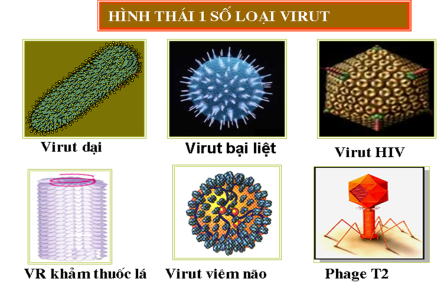 HÌNH THÁI 1 SỐ LOẠI VIRUT
Virut dại
Virut bại liệt
Virut HIV
VR khảm thuốc lá
Virut viêm não
Phage T2